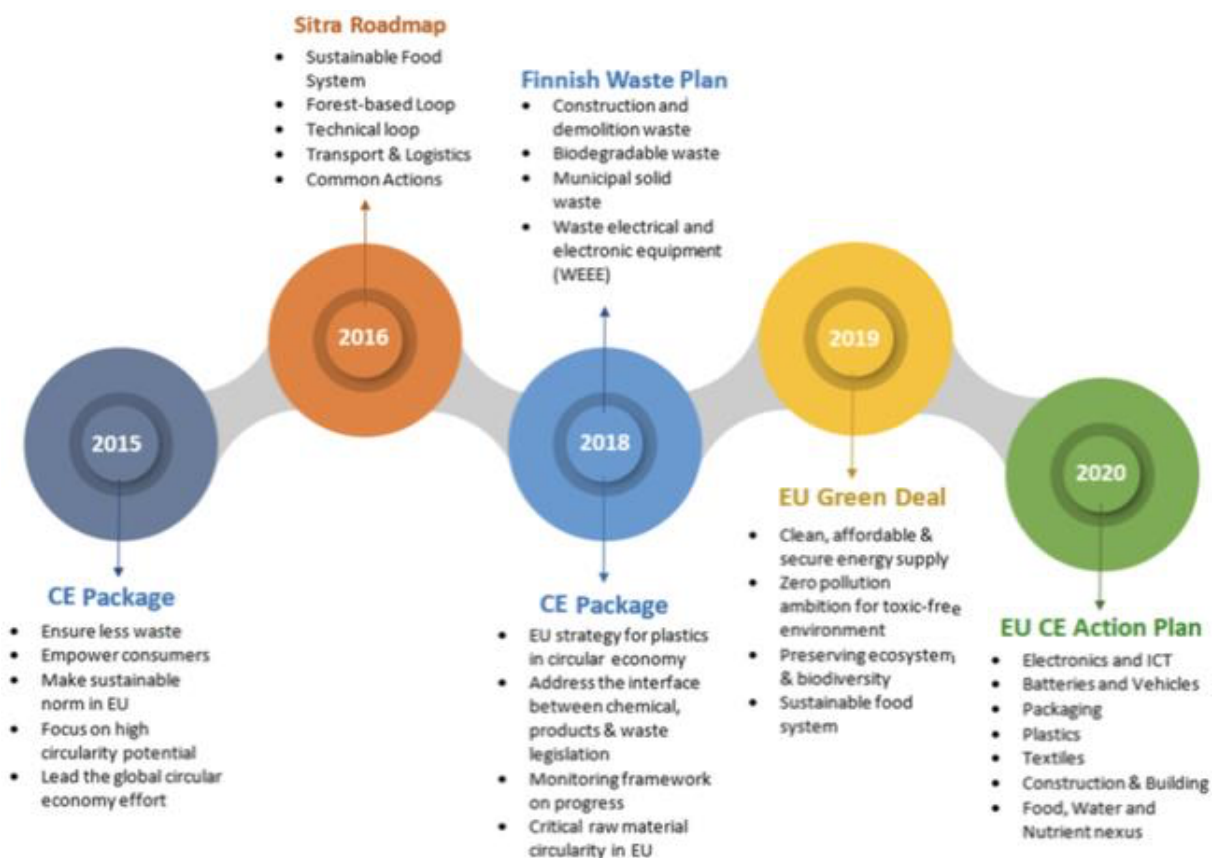 Sitra Roadmap
• Sustainable Food
System
• Forest-based Loop
• Technical loop
• Transport & Logistics
• Common Actions
Finnish Waste Plan
• Construction and
demolition waste
• Biodegradable waste
• Municipal solid
waste
• Waste electrical and
electronic equipment
(WEEE)
2015
2016
2018
2019
2020
CE Package
• Ensure less waste
• Empower consumers
• Make sustainable
norm in EU
• Focus on high
circularity potential
• Lead the global circular
economy effort
CE Package
• EU strategy for plastics
in circular economy
• Address the interface
between chemical,
products & waste
legislation
• Monitoring framework
on progress
• Critical raw material
circularity in EU
EU Green Deal
• Clean, affordable &
secure energy supply
• Zero pollution
ambition for toxic-free
environment
• Preserving ecosystem
& biodiversity
• Sustainable food
system
EU CE Action Plan
• Electronics and ICT
• Batteries and Vehicles
• Packaging
• Plastics
• Textiles
• Construction & Building
• Food, Water and
Nutrient nexus